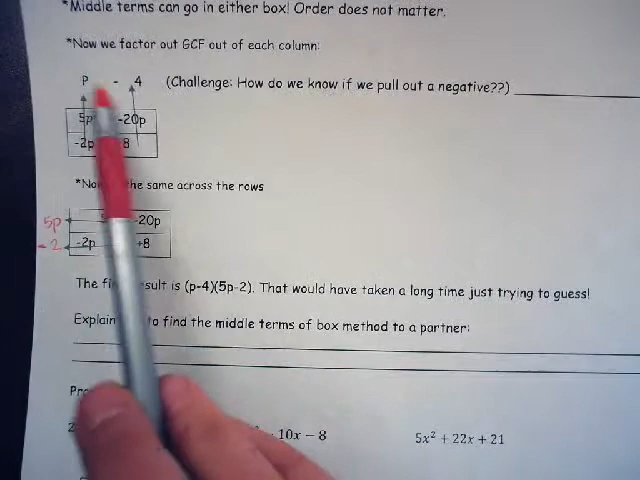 *Middle terms can go in either box! Order does not matter.
*Now we factor out GCF out of each column:
P - 4 (Challenge: How do we know if we pull out a negative??)
5p -20p
-2p 8
the same across the rows
5p -20p
-2 -2p +8
The result is (p-4)(5p-2). That would have taken a long time just trying to guess!
Explain to find the middle terms of box method to a partner:
10x − 8 5x² + 22x + 21